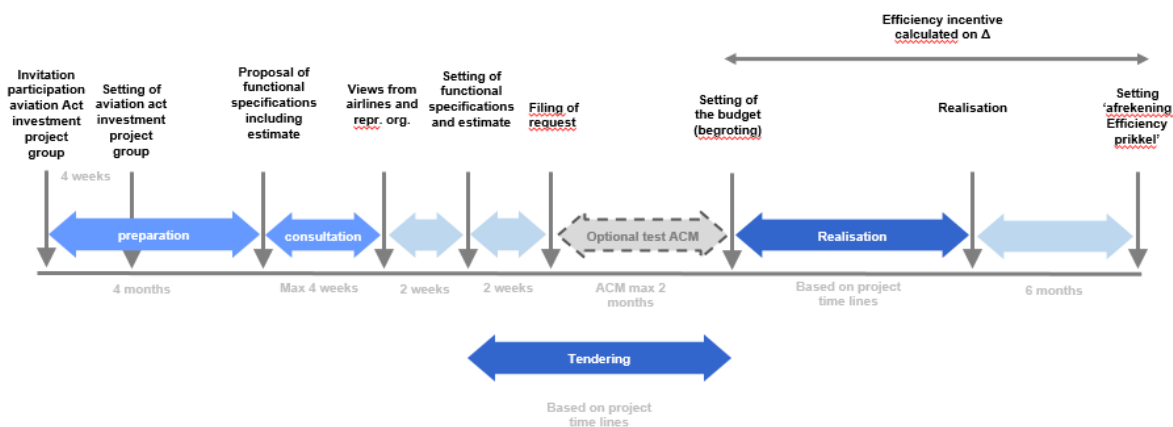 Efficiency incentive
calculated on Δ
Invitation
participation
aviation Act
investment
project
group
Setting of
aviation act
investment
project
group
Proposal of
functional
specifications
including
estimate
Views from
airlines and
repr. org.
Setting of
functional
specifications
and estimate
Filing of
request
Setting of
the budget
(begroting)
Realisation
Setting
‘afrekening
Efficiency
prikkel’
4 weeks
preparation
consultation
Optional test ACM
Realisation
4 months
Max 4 weeks
2 weeks
2 weeks
ACM max 2
months
Based on project
time lines
6 months
Tendering
Based on project
time lines